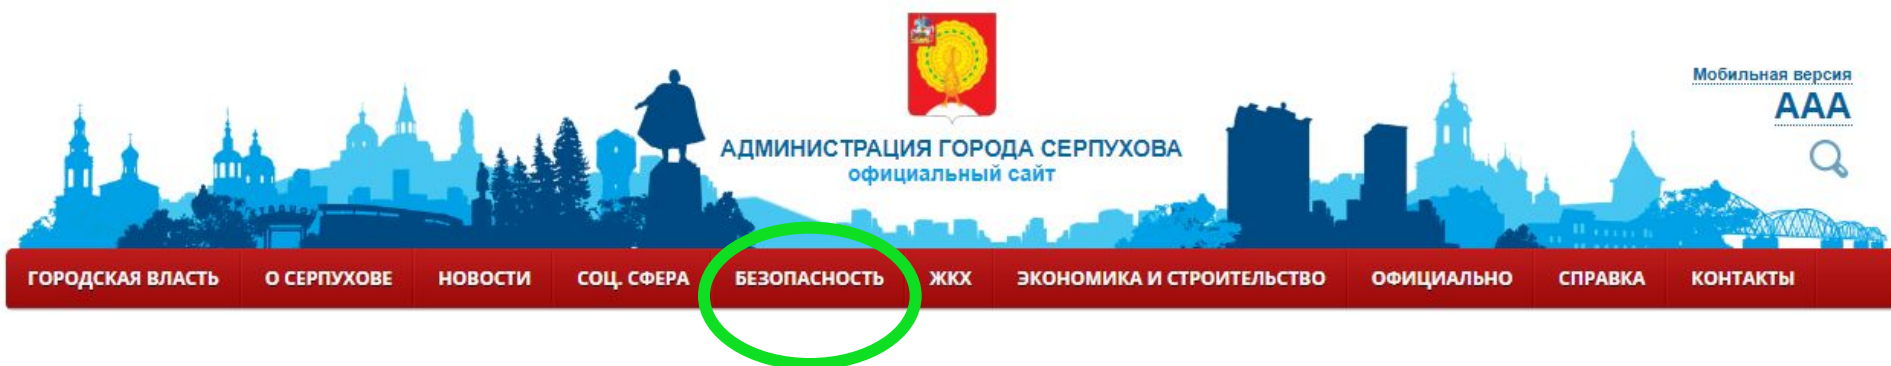 Мобильная версия
ААА
АДМИНИСТРАЦИЯ ГОРОДА СЕРПУХОВА
официальный сайт
ГОРОДСКАЯ ВЛАСТЬ О СЕРПУХОВЕ НОВОСТИ СОЦ. СФЕРА БЕЗОПАСНОСТЬ ЖКХ ЭКОНОМИКА И СТРОИТЕЛЬСТВО ОФИЦИАЛЬНО СПРАВКА КОНТАКТЫ